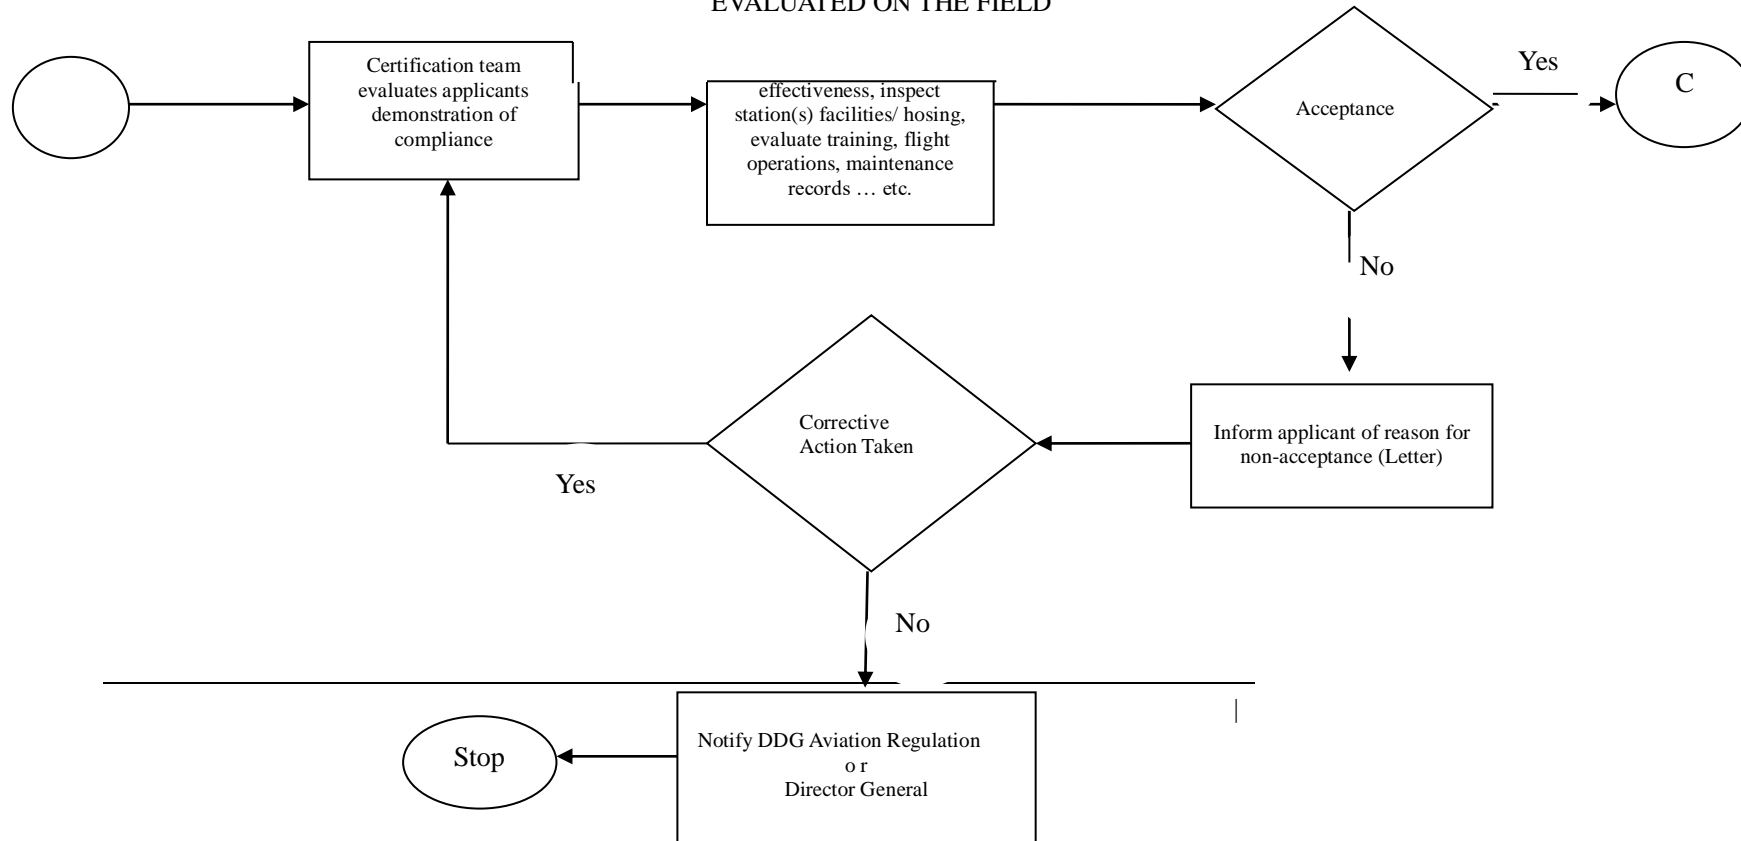 EVALUATED ON THE FIELD
Certification team
evaluates applicants
demonstration of
compliance
effectiveness, inspect
station(s) facilities/ hosing,
evaluate training, flight
operations, maintenance
records … etc.
Acceptance
Yes
C
No
Inform applicant of reason for
non-acceptance (Letter)
Corrective
Action Taken
Yes
No
Notify DDG Aviation Regulation
o r
Director General
Stop